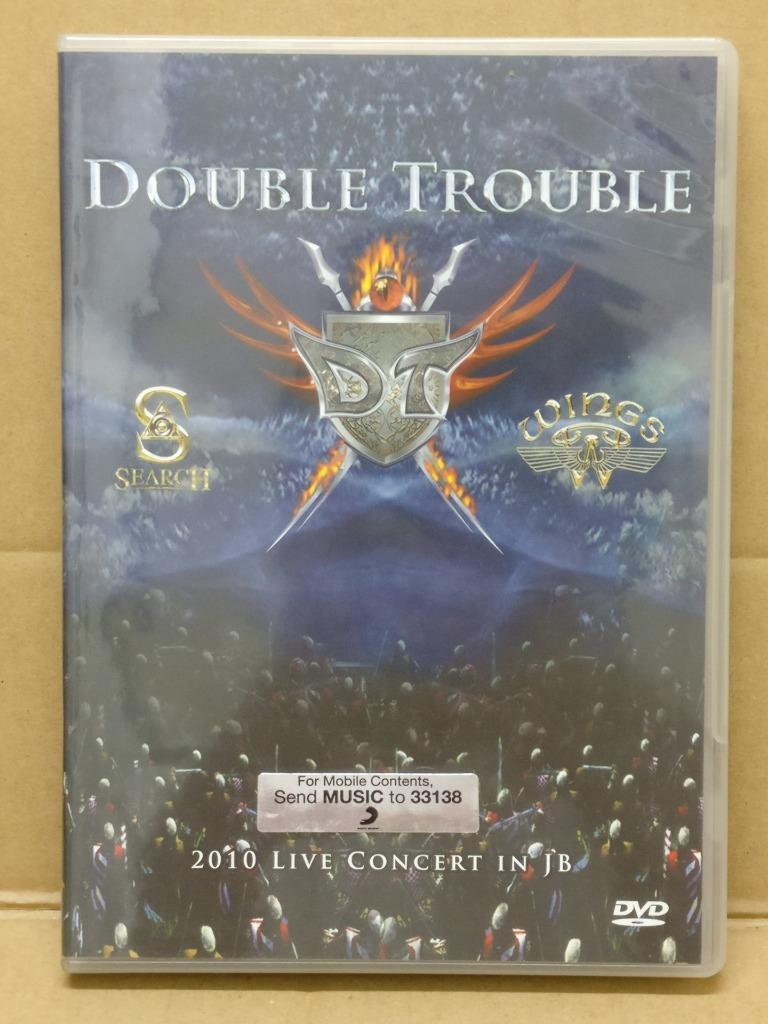 DOUBLE TROUBLE
DT
S
SEARCH
WINGS
W
For Mobile Contents,
Send MUSIC to 33138
2010 LIVE CONCERT IN JB
DVD